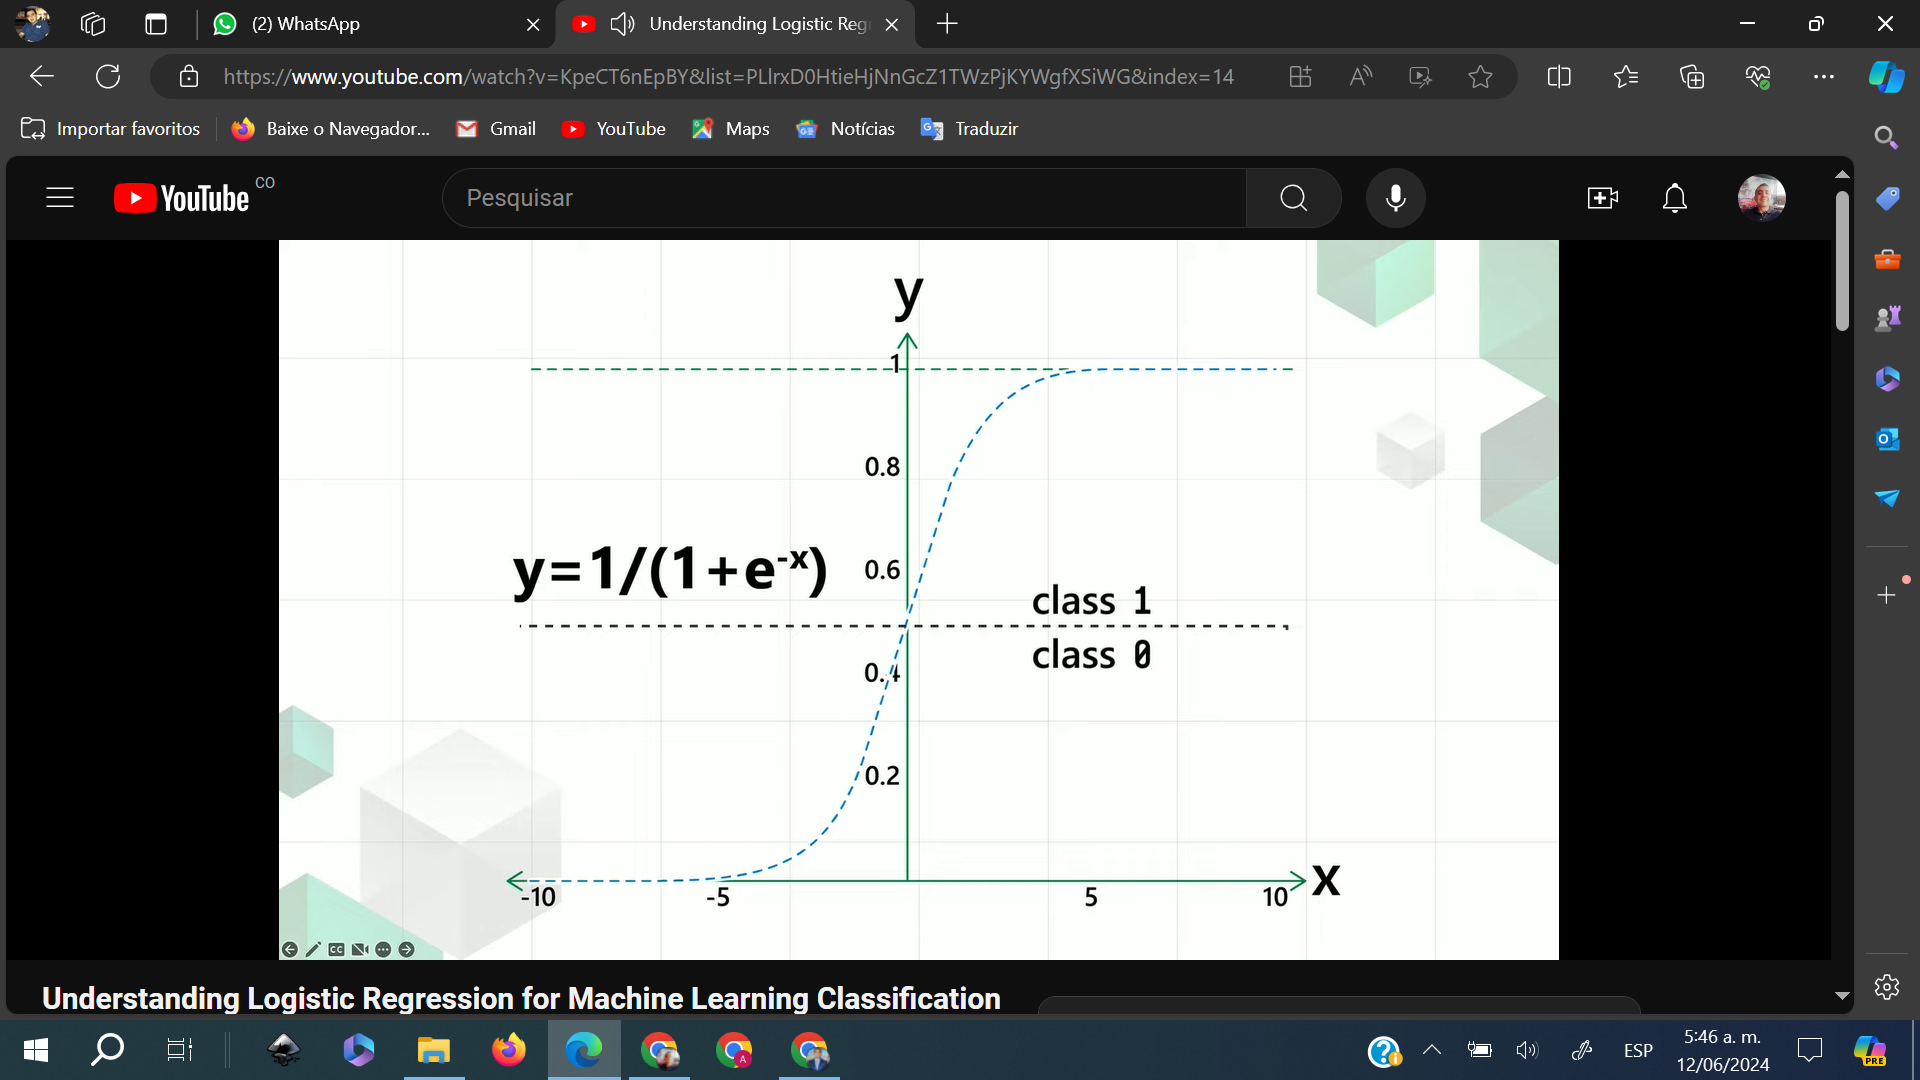 (2) WhatsApp
Understanding Logistic Reg
https://www.youtube.com/watch?v=KpeCT6nEpBY&list=PLlrxD0HtieHjNnGcZ1TWzPjKYWgfXSiWG&index=14
Importar favoritos
Baixe o Navegador...
Gmail
YouTube
Maps
Notícias
Traduzir
YouTube CO
Pesquisar
y
1
0.8
0.6
y=1/(1+e-x)
class 1
class 0
0.4
0.2
x
-10
-5
5
10
CC
Understanding Logistic Regression for Machine Learning Classification
ESP
5:46 a. m.
12/06/2024
PRE